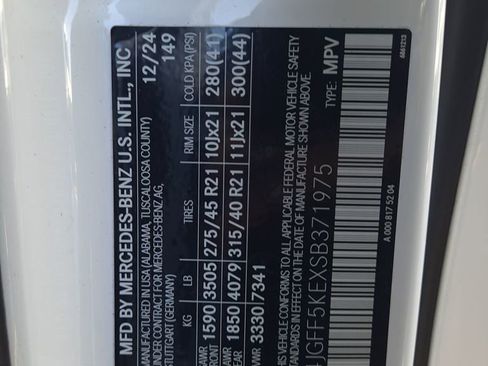 MFD BY MERCEDES-BENZ U.S. INTL., INC
MANUFACTURED IN USA (ALABAMA, TUSCALOOSA COUNTY) 12/24
UNDER CONTRACT FOR MERCEDES-BENZ AG, 149
STUTTGART (GERMANY)
KG LB TIRES RIM SIZE COLD KPA (PSI)
FRONT 1590 3505 275/45 R21 10Jx21 280(41)
1850 4079 315/40 R21 11Jx21 300(44)
3330 7341
THIS VEHICLE CONFORMS TO ALL APPLICABLE FEDERAL MOTOR VEHICLE SAFETY
STANDARDS IN EFFECT ON THE DATE OF MANUFACTURE SHOWN ABOVE.
JGFF5KEXSB371975 TYPE: MPV
A 000 817 52 04